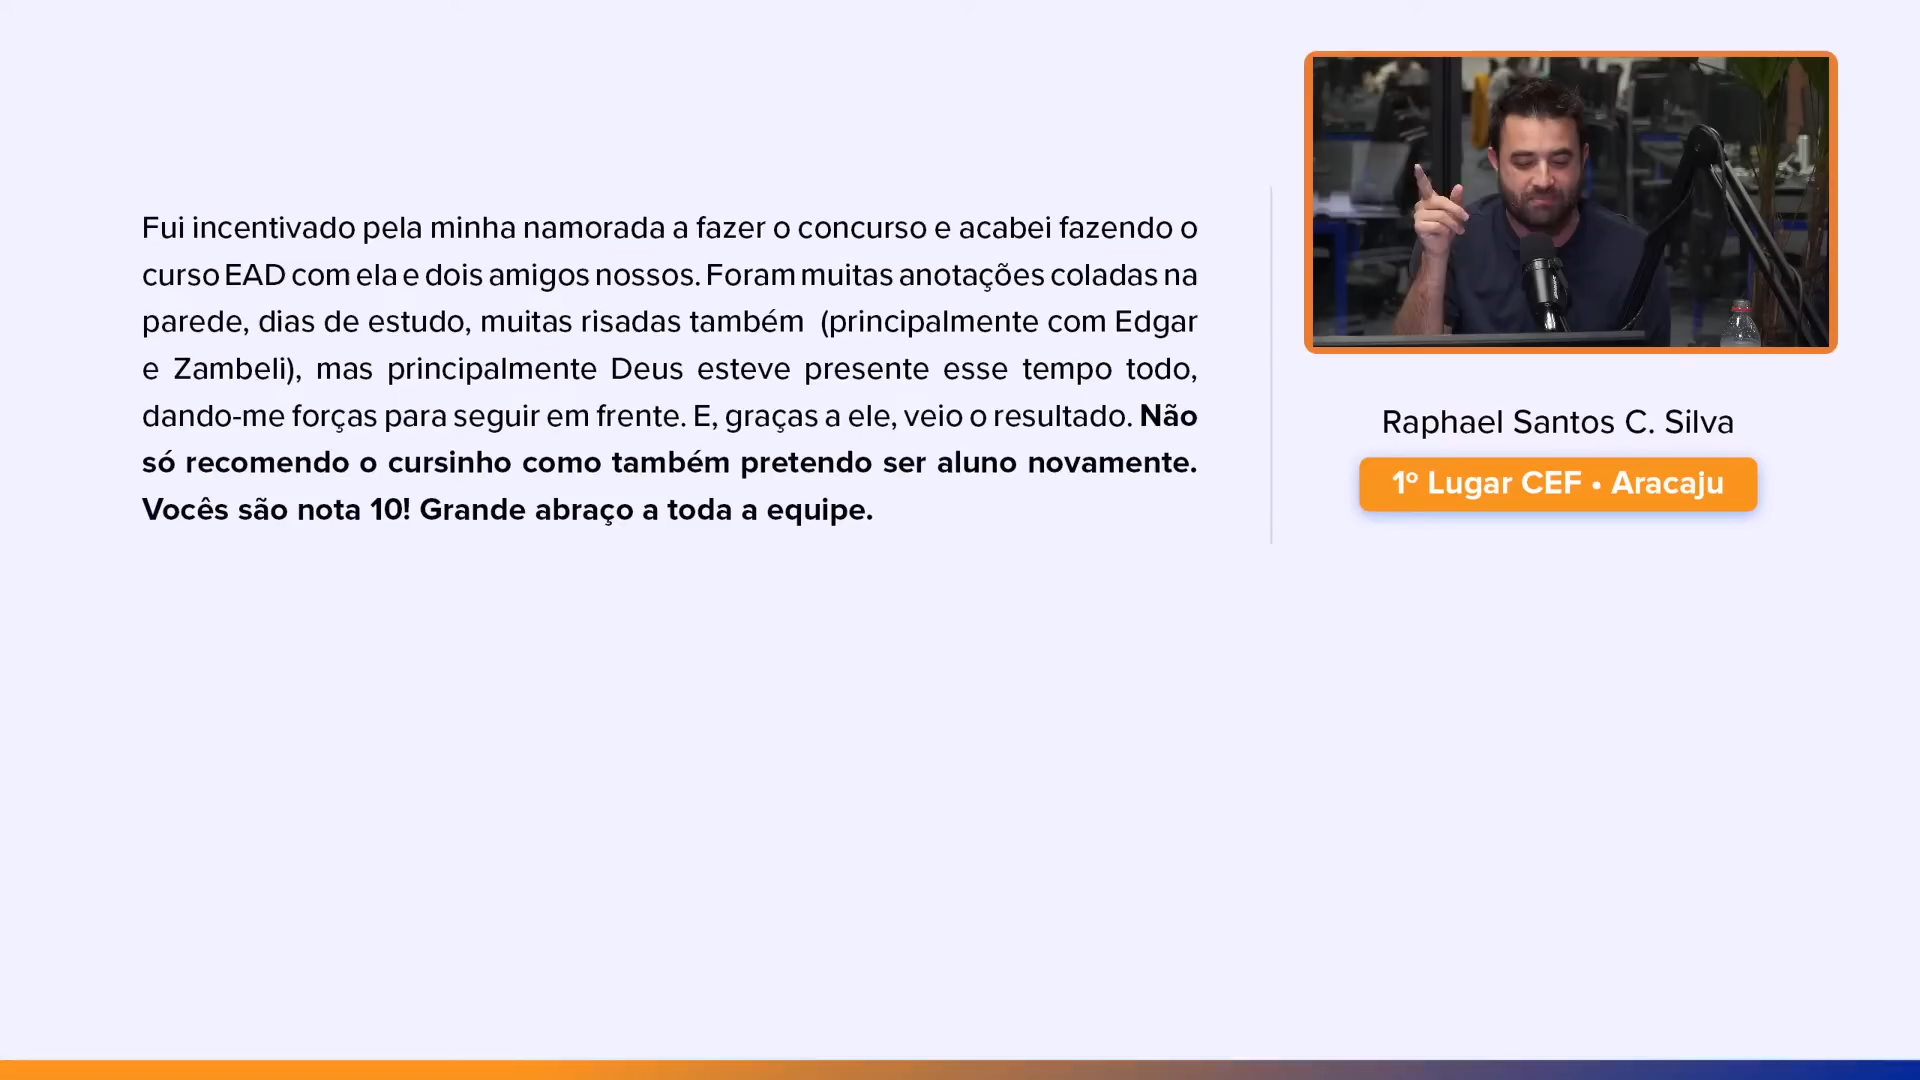 Fui incentivado pela minha namorada a fazer o concurso e acabei fazendo o
curso EAD com ela e dois amigos nossos. Foram muitas anotações coladas na
parede, dias de estudo, muitas risadas também (principalmente com Edgar
e Zambeli), mas principalmente Deus esteve presente esse tempo todo,
dando-me forças para seguir em frente. E, graças a ele, veio o resultado. Não
só recomendo o cursinho como também pretendo ser aluno novamente.
Vocês são nota 10! Grande abraço a toda a equipe.
Raphael Santos C. Silva
1º Lugar CEF • Aracaju